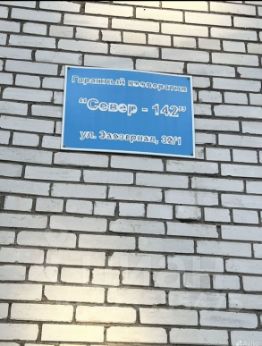 Гаражный кооператив
"Север - 142"
ул. Заозерная, 32/1